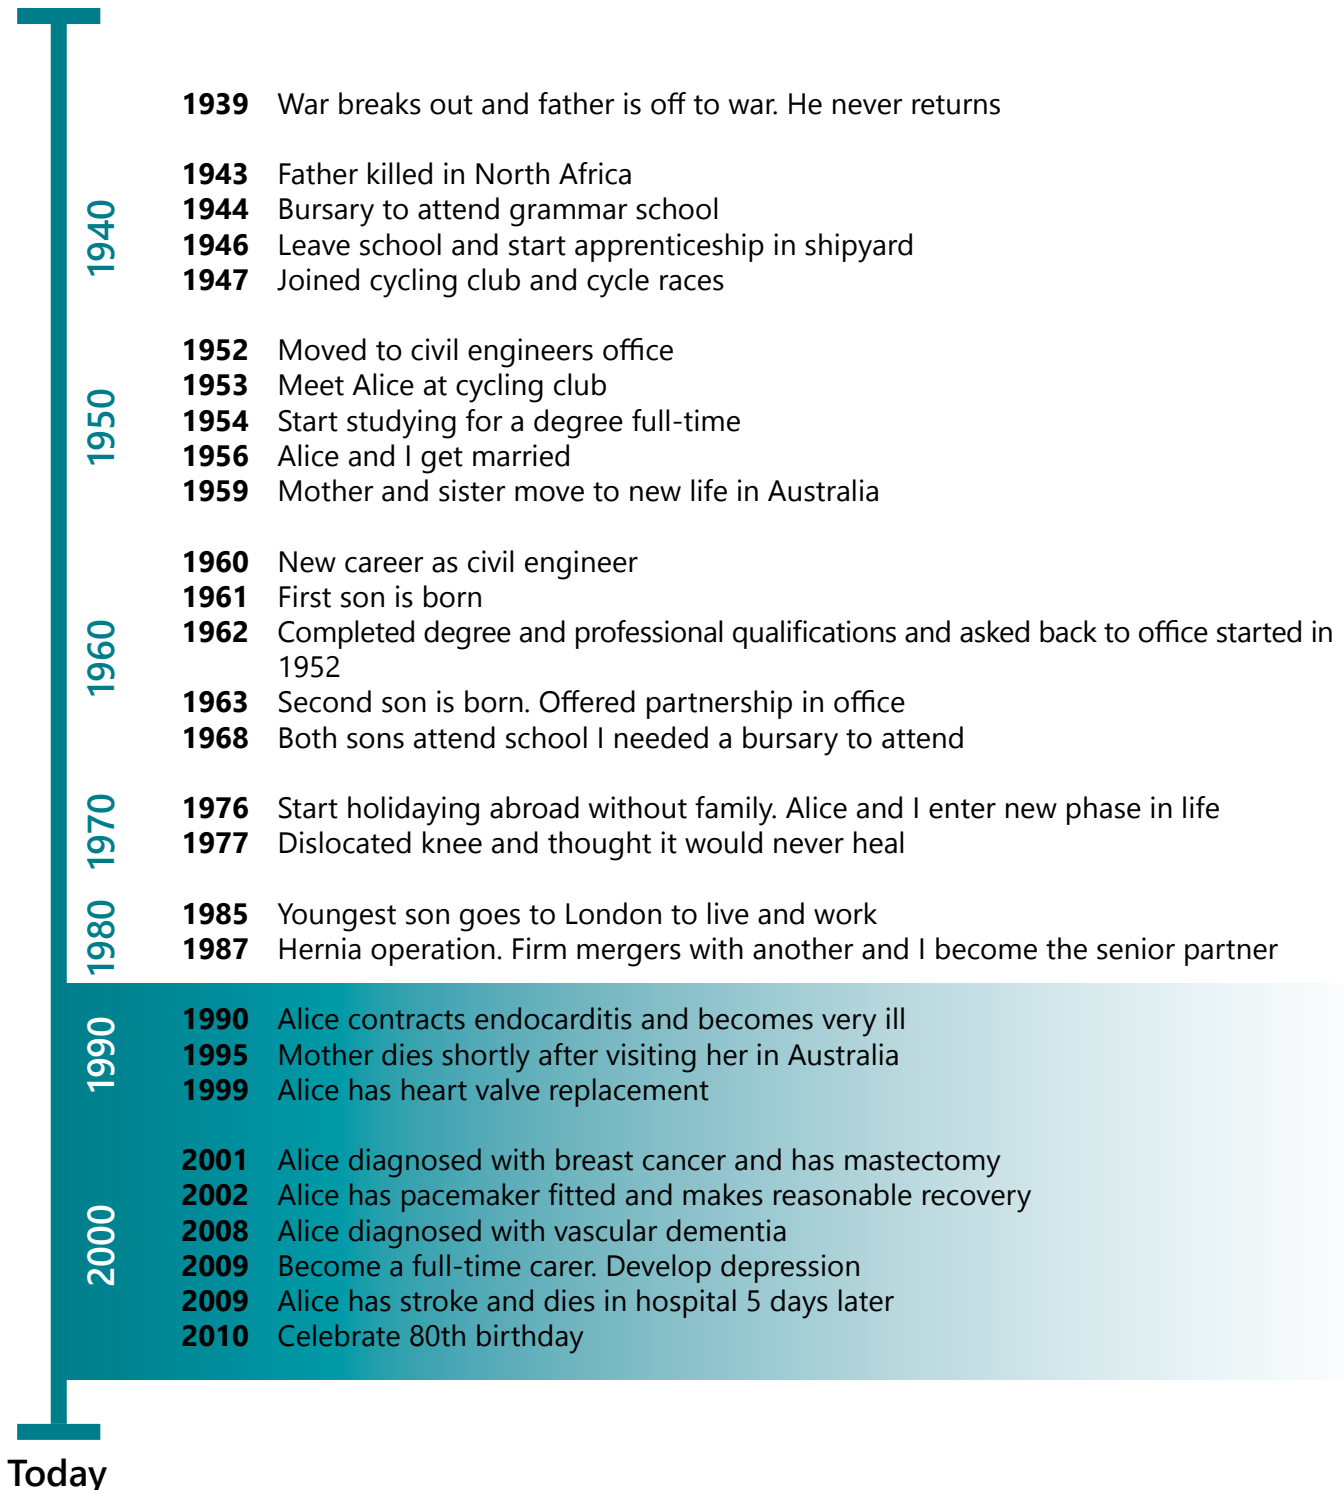 1939 War breaks out and father is off to war. He never returns
1940
1943 Father killed in North Africa
1944 Bursary to attend grammar school
1946 Leave school and start apprenticeship in shipyard
1947 Joined cycling club and cycle races
1950
1952 Moved to civil engineers office
1953 Meet Alice at cycling club
1954 Start studying for a degree full-time
1956 Alice and I get married
1959 Mother and sister move to new life in Australia
1960
1960 New career as civil engineer
1961 First son is born
1962 Completed degree and professional qualifications and asked back to office started in
1952
1963 Second son is born. Offered partnership in office
1968 Both sons attend school I needed a bursary to attend
1970
1976 Start holidaying abroad without family. Alice and I enter new phase in life
1977 Dislocated knee and thought it would never heal
1980
1985 Youngest son goes to London to live and work
1987 Hernia operation. Firm mergers with another and I become the senior partner
1990
1990 Alice contracts endocarditis and becomes very ill
1995 Mother dies shortly after visiting her in Australia
1999 Alice has heart valve replacement
2000
2001 Alice diagnosed with breast cancer and has mastectomy
2002 Alice has pacemaker fitted and makes reasonable recovery
2008 Alice diagnosed with vascular dementia
2009 Become a full-time carer. Develop depression
2009 Alice has stroke and dies in hospital 5 days later
2010 Celebrate 80th birthday
Today